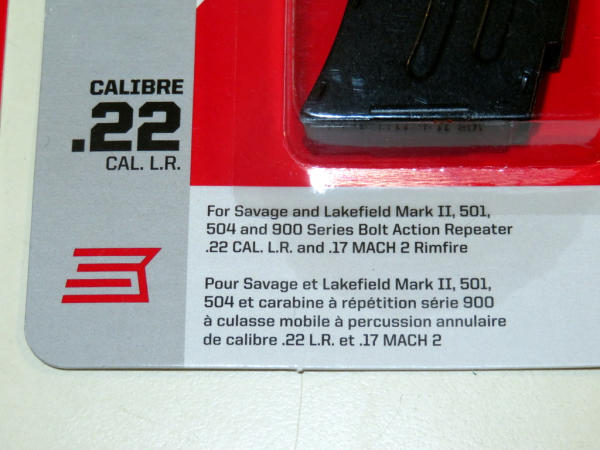 CALIBRE
.22
CAL. L.R.
For Savage and Lakefield Mark II, 501,
504 and 900 Series Bolt Action Repeater
.22 CAL. L.R. and .17 MACH 2 Rimfire
Pour Savage et Lakefield Mark II, 501,
504 et carabine à répétition série 900
à culasse mobile à percussion annulaire
de calibre .22 L.R. et .17 MACH 2